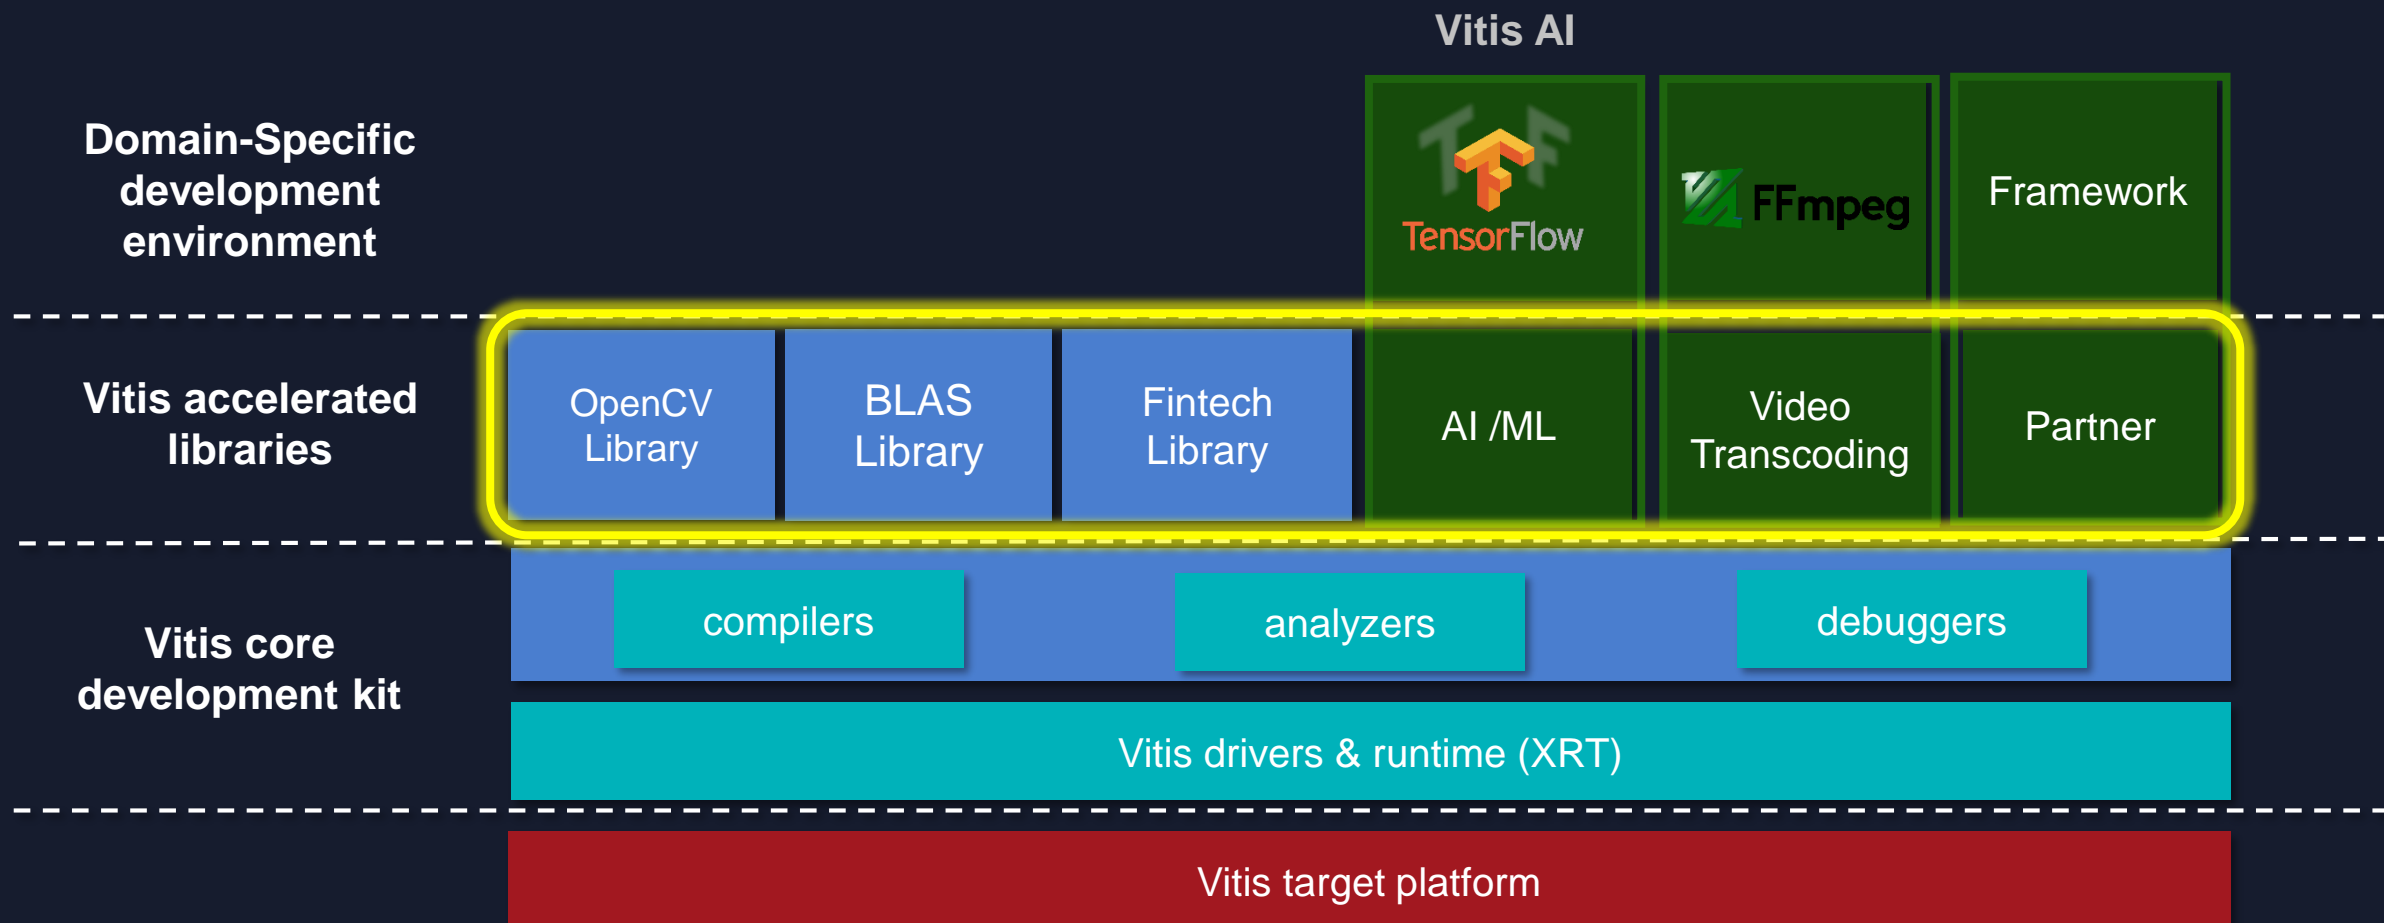 Vitis AI
Domain-Specific
development
environment
TF
TensorFlow
FFmpeg
Framework
Vitis accelerated
libraries
OpenCV
Library
BLAS
Library
Fintech
Library
AI /ML
Video
Transcoding
Partner
Vitis core
development kit
compilers
analyzers
debuggers
Vitis drivers & runtime (XRT)
Vitis target platform